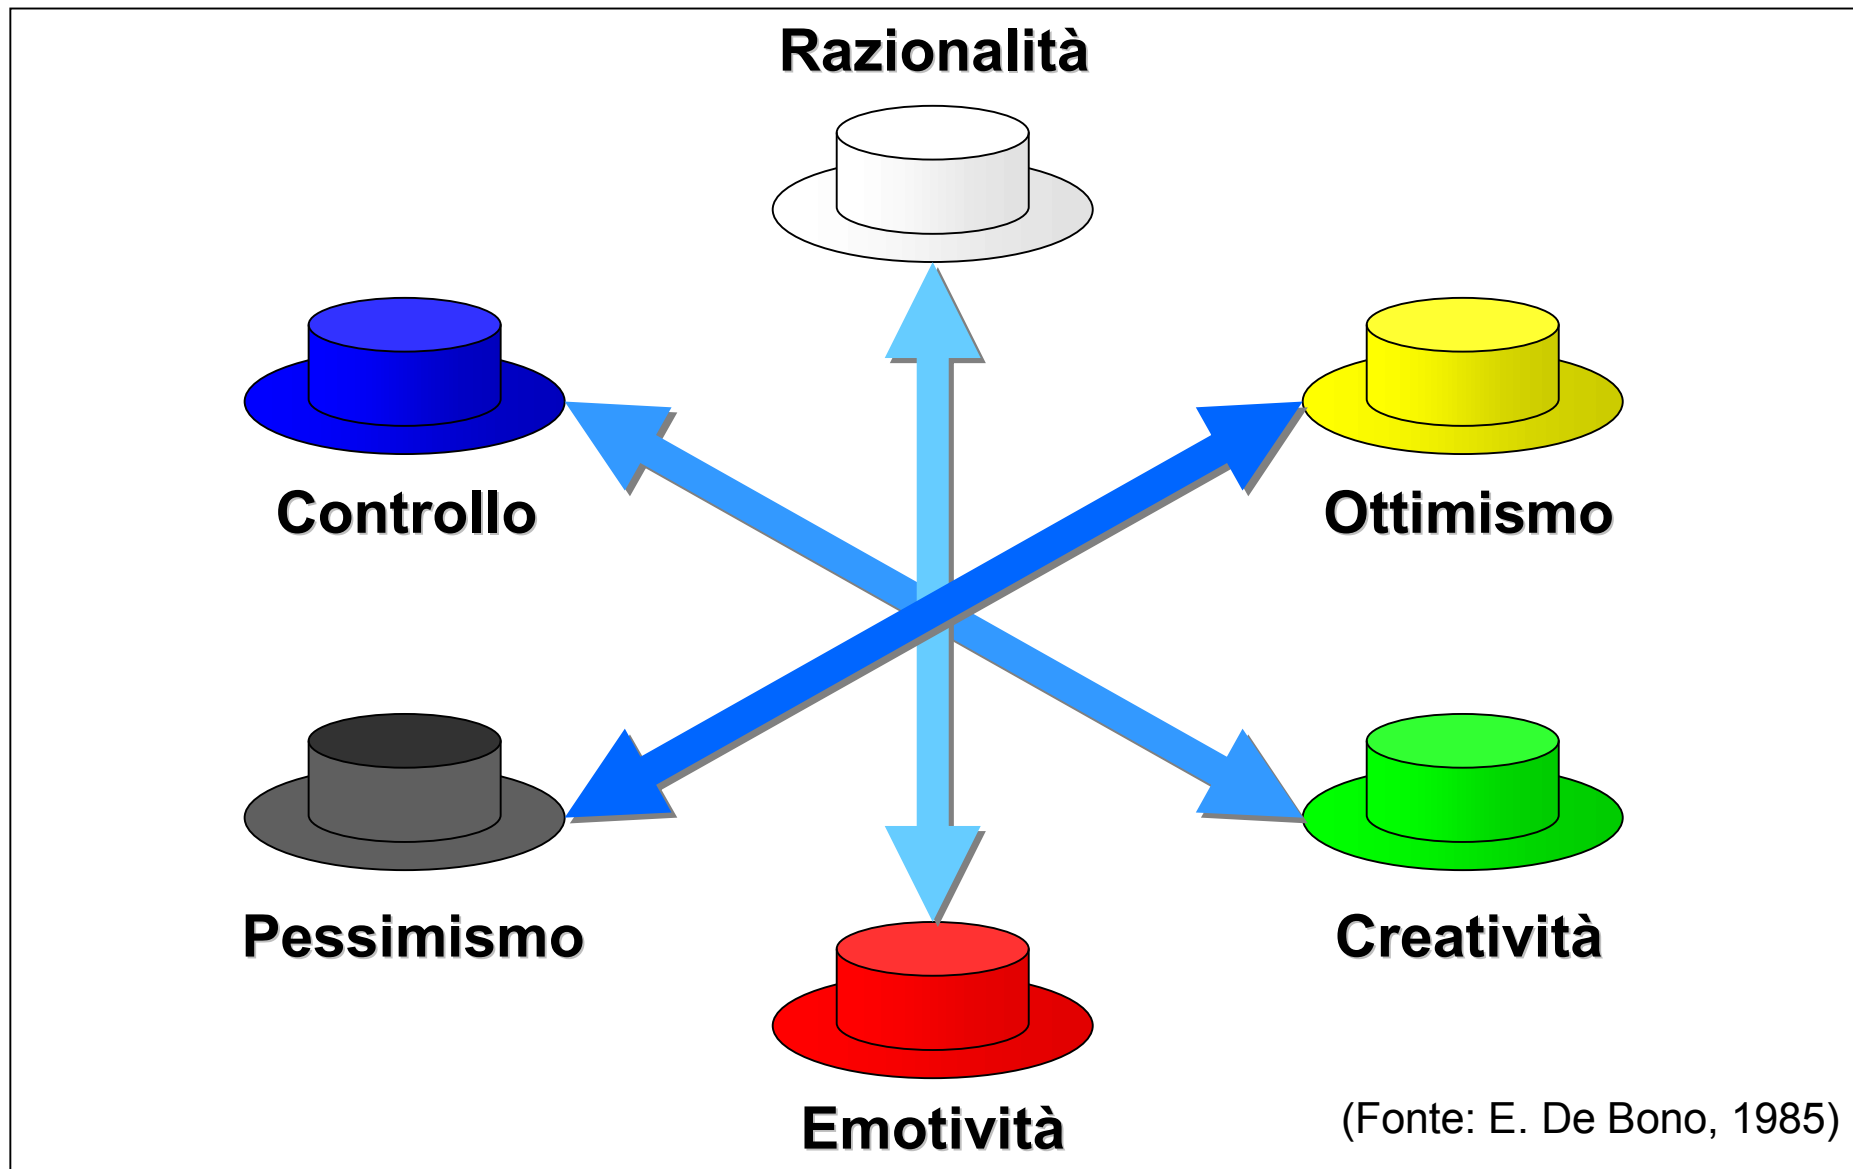 Razionalità
Controllo
Ottimismo
Pessimismo
Creatività
Emotività
(Fonte: E. De Bono, 1985)